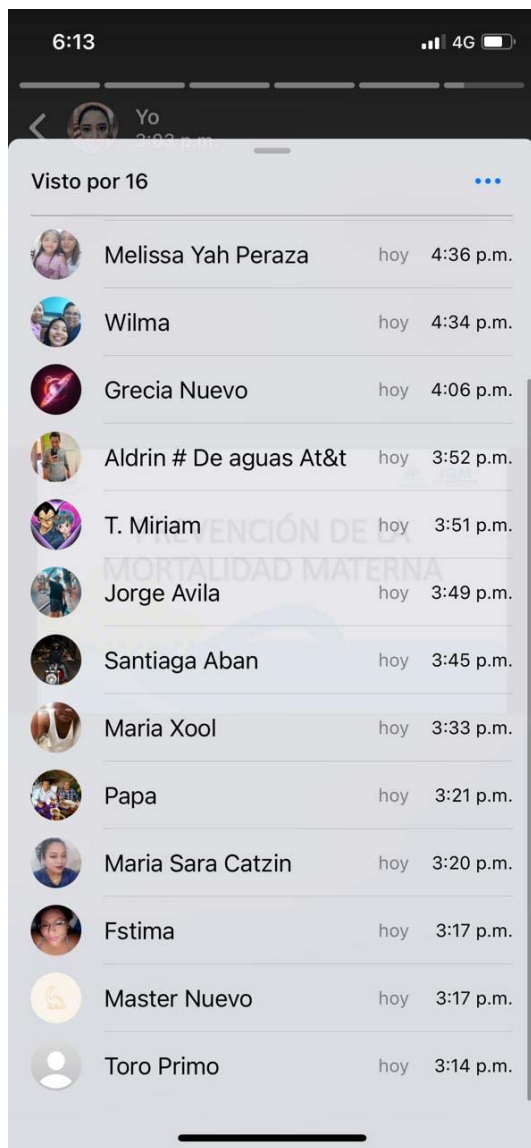 6:13
4G
Yo
3:03 p.m.
Visto por 16
Melissa Yah Peraza hoy 4:36 p.m.
Wilma hoy 4:34 p.m.
Grecia Nuevo hoy 4:06 p.m.
Aldrin # De aguas At&t hoy 3:52 p.m.
T. Miriam hoy 3:51 p.m.
PREVENCIÓN DE LA
MORTALIDAD MATERNA
Jorge Avila hoy 3:49 p.m.
Santiaga Aban hoy 3:45 p.m.
Maria Xool hoy 3:33 p.m.
Papa hoy 3:21 p.m.
Maria Sara Catzin hoy 3:20 p.m.
Fstima hoy 3:17 p.m.
Master Nuevo hoy 3:17 p.m.
Toro Primo hoy 3:14 p.m.